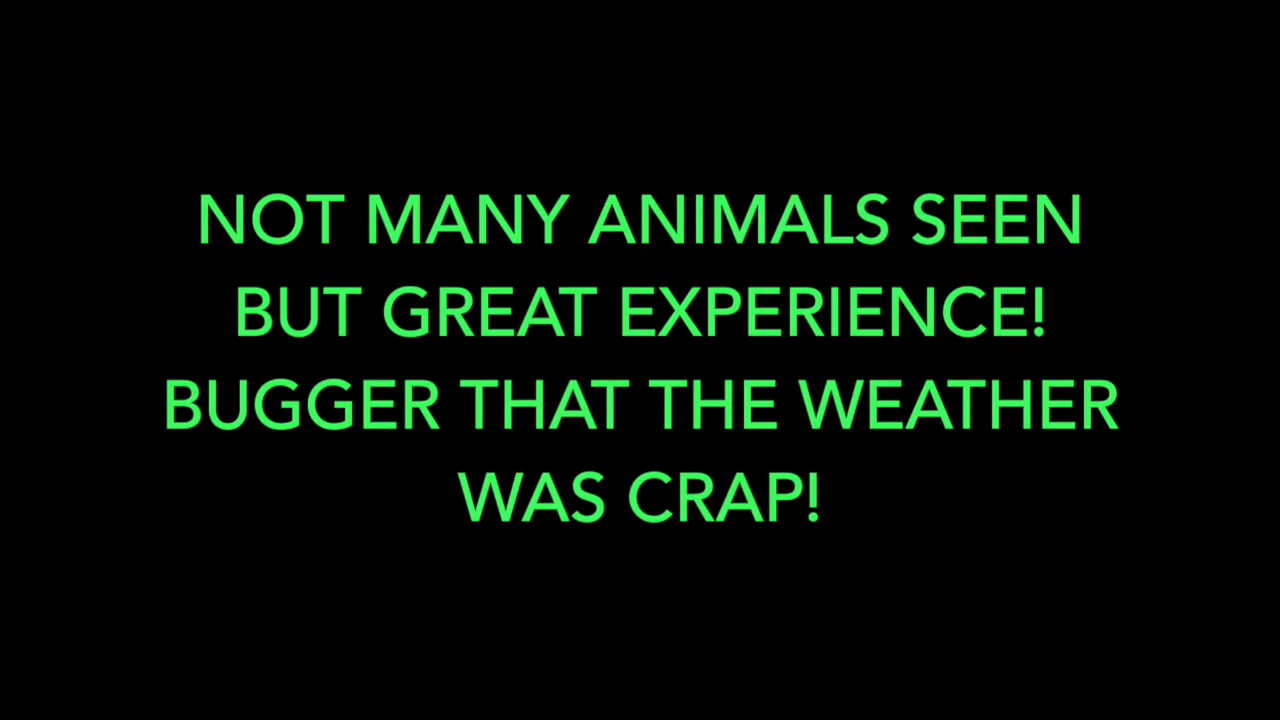 NOT MANY ANIMALS SEEN
BUT GREAT EXPERIENCE!
BUGGER THAT THE WEATHER
WAS CRAP!